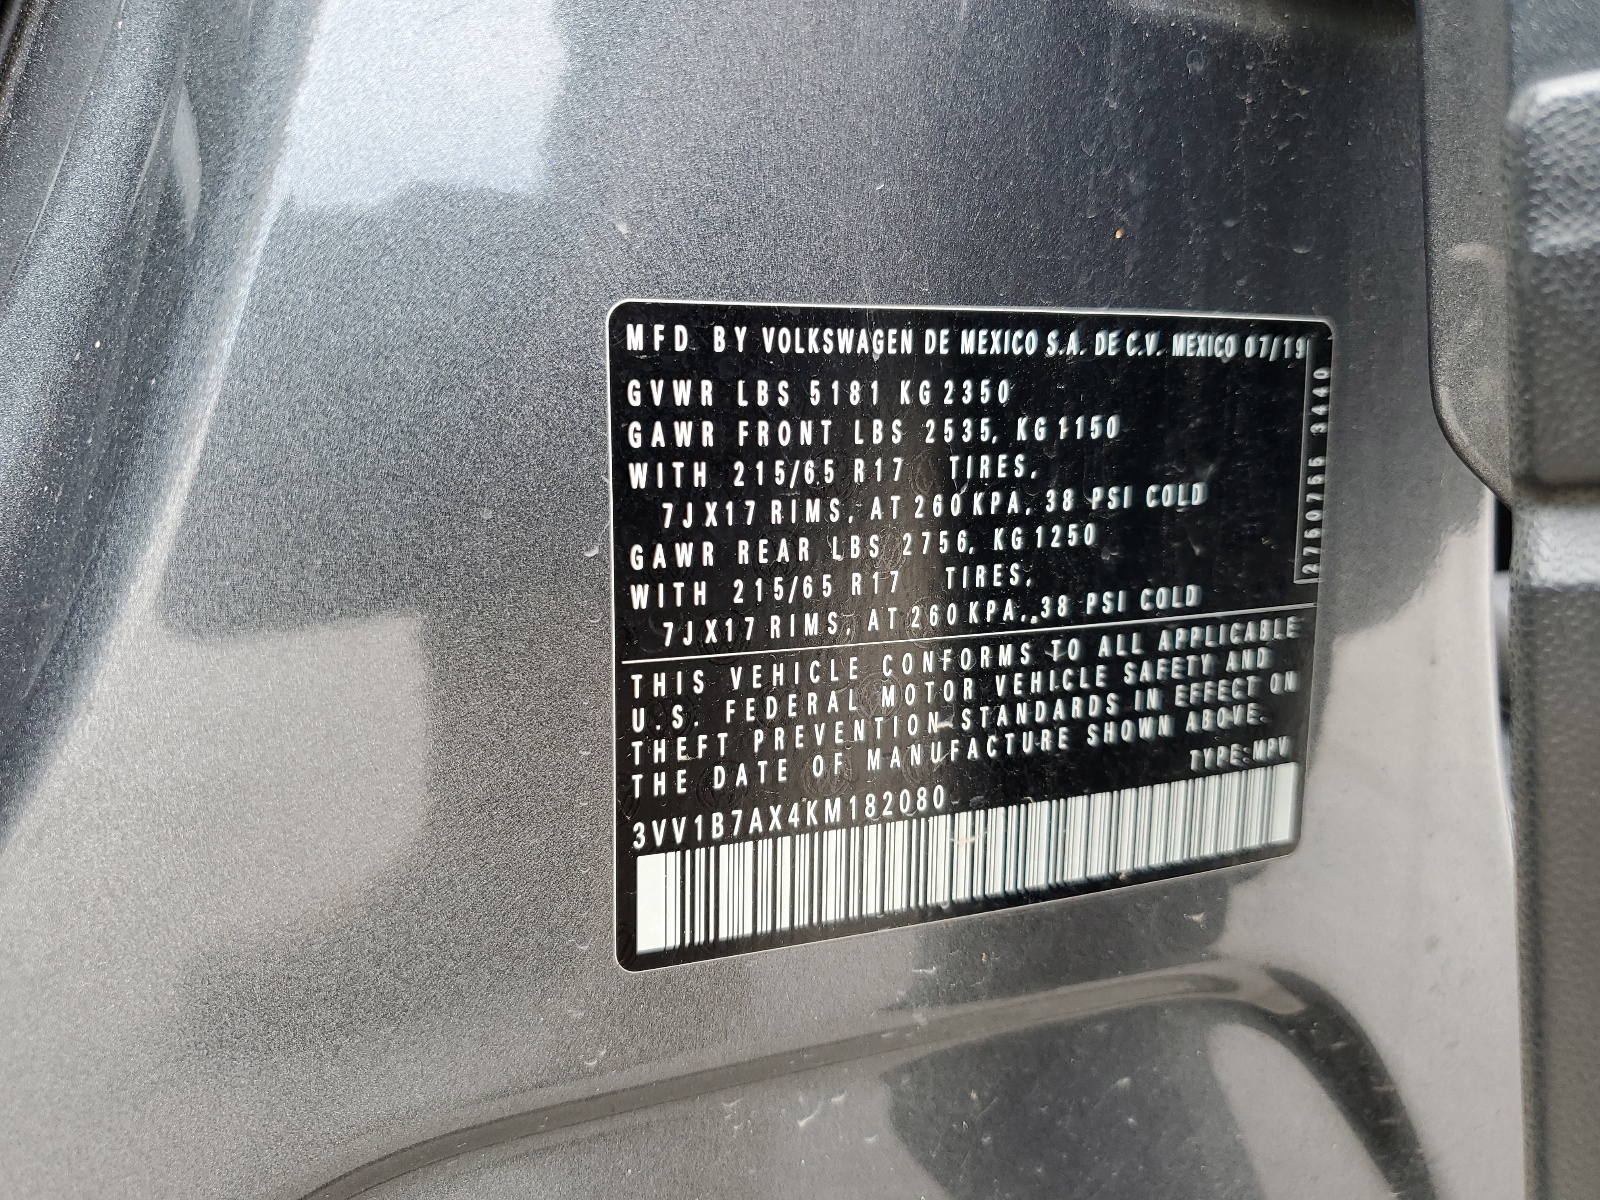 MFD BY VOLKSWAGEN DE MEXICO S.A. DE C.V. MEXICO 07/19
GVWR LBS 5181 KG 2350
GAWR FRONT LBS 2535, KG 1150
WITH 215/65 R17 TIRES,
7JX17 RIMS, AT 260 KPA, 38 PSI COLD
GAWR REAR LBS 2756, KG 1250
WITH 215/65 R17 TIRES,
7JX17 RIMS, AT 260 KPA, 38 PSI COLD
2760755 3440
THIS VEHICLE CONFORMS TO ALL APPLICABLE
U.S. FEDERAL MOTOR VEHICLE SAFETY AND
THEFT PREVENTION STANDARDS IN EFFECT ON
THE DATE OF MANUFACTURE SHOWN ABOVE.
TYPE:MPV
3VV1B7AX4KM182080